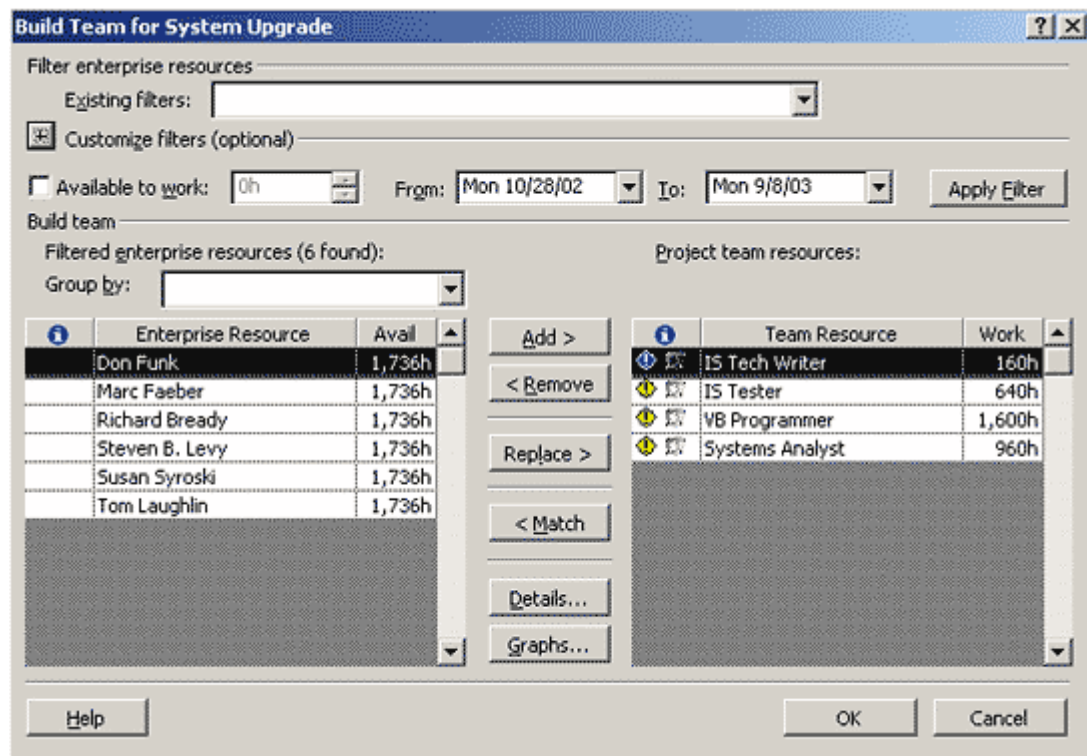 Build Team for System Upgrade
Filter enterprise resources
Existing filters:
Customize filters (optional)
Available to work: 0h From: Mon 10/28/02 To: Mon 9/8/03 Apply Filter
Build team
Filtered enterprise resources (6 found): Project team resources:
Group by:
Enterprise Resource Avail
Don Funk 1,736h
Marc Faeber 1,736h
Richard Bready 1,736h
Steven B. Levy 1,736h
Susan Syroski 1,736h
Tom Laughlin 1,736h
Add >
< Remove
Replace >
< Match
Details...
Graphs...
Team Resource Work
IS Tech Writer 160h
IS Tester 640h
VB Programmer 1,600h
Systems Analyst 960h
Help OK Cancel